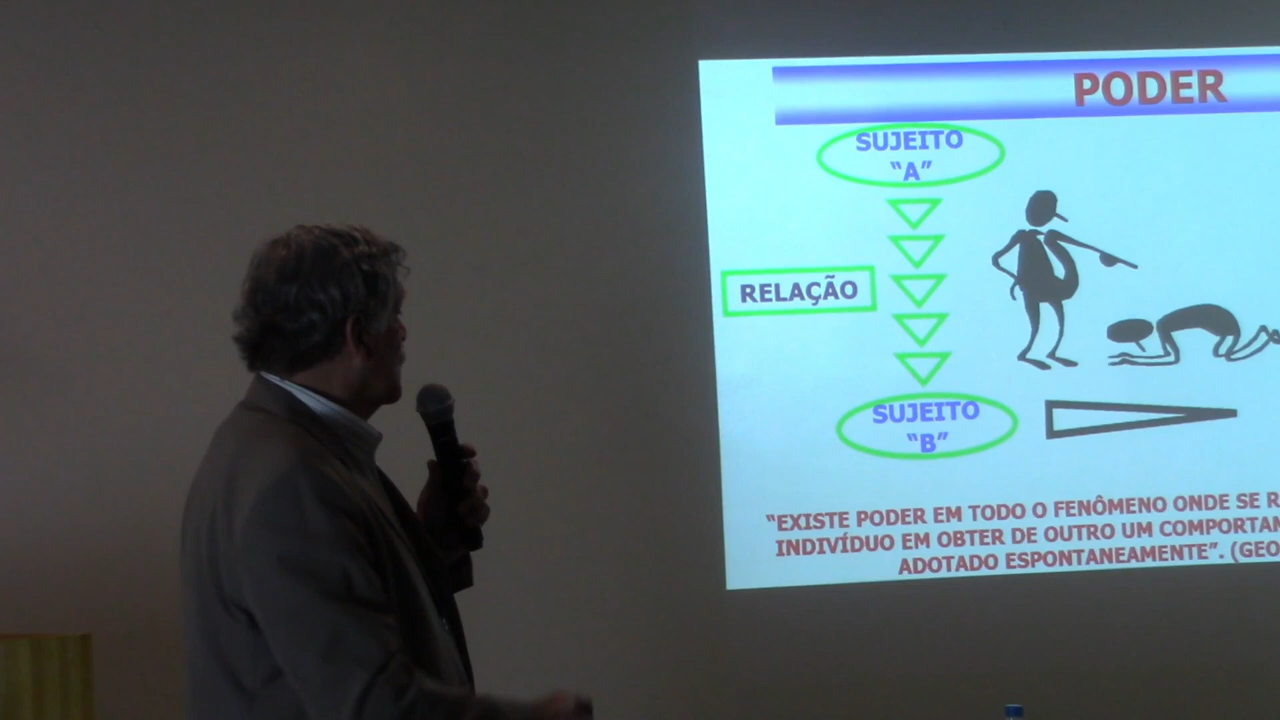 PODER
SUJEITO
“A”
RELAÇÃO
SUJEITO
“B”
“EXISTE PODER EM TODO O FENÔMENO ONDE SE R
INDIVÍDUO EM OBTER DE OUTRO UM COMPORTAN
ADOTADO ESPONTANEAMENTE”. (GEO